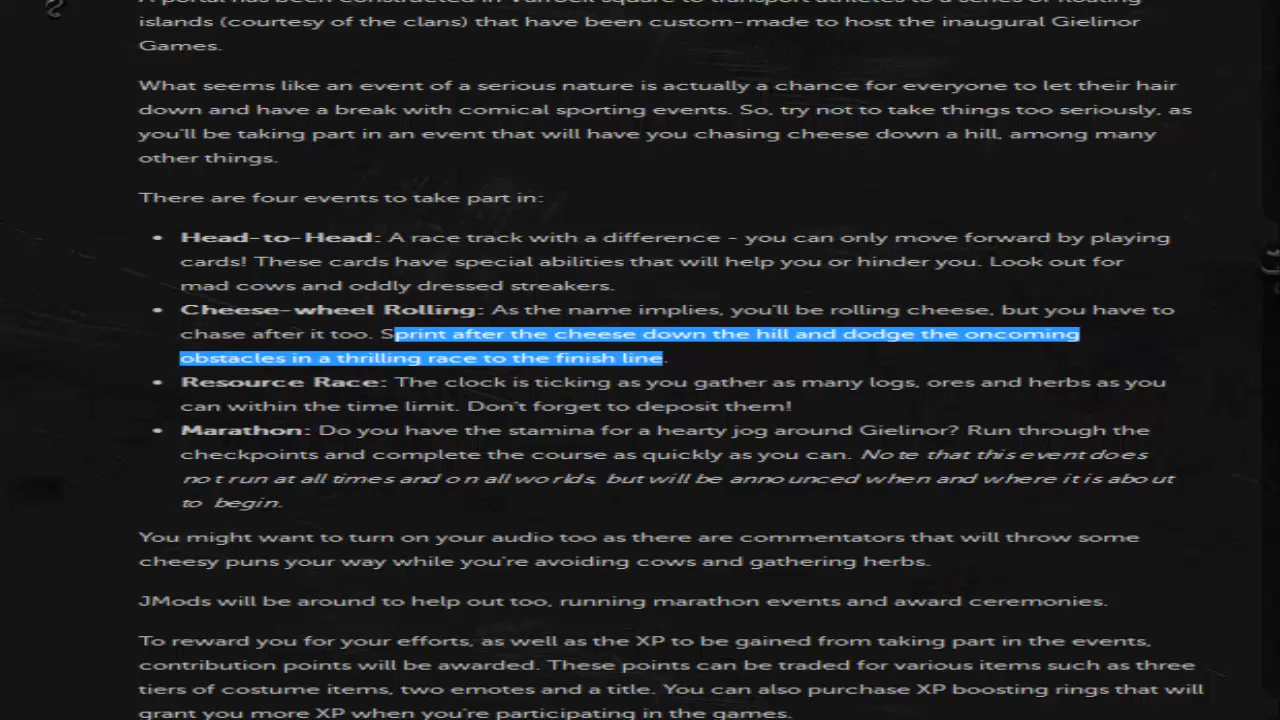 A portal has been constructed in Varrock square to transport athletes to a series of floating
islands (courtesy of the clans) that have been custom-made to host the inaugural Gielinor
Games.
What seems like an event of a serious nature is actually a chance for everyone to let their hair
down and have a break with comical sporting events. So, try not to take things too seriously, as
you'll be taking part in an event that will have you chasing cheese down a hill, among many
other things.
There are four events to take part in:
• Head-to-Head: A race track with a difference - you can only move forward by playing
cards! These cards have special abilities that will help you or hinder you. Look out for
mad cows and oddly dressed streakers.
• Cheese-wheel Rolling: As the name implies, you'll be rolling cheese, but you have to
chase after it too. Sprint after the cheese down the hill and dodge the oncoming
obstacles in a thrilling race to the finish line.
• Resource Race: The clock is ticking as you gather as many logs, ores and herbs as you
can within the time limit. Don't forget to deposit them!
• Marathon: Do you have the stamina for a hearty jog around Gielinor? Run through the
checkpoints and complete the course as quickly as you can. Note that this event does
not run at all times and on all worlds, but will be announced when and where it is about
to begin.
You might want to turn on your audio too as there are commentators that will throw some
cheesy puns your way while you're avoiding cows and gathering herbs.
JMods will be around to help out too, running marathon events and award ceremonies.
To reward you for your efforts, as well as the XP to be gained from taking part in the events,
contribution points will be awarded. These points can be traded for various items such as three
tiers of costume items, two emotes and a title. You can also purchase XP boosting rings that will
grant you more XP when you're participating in the games.